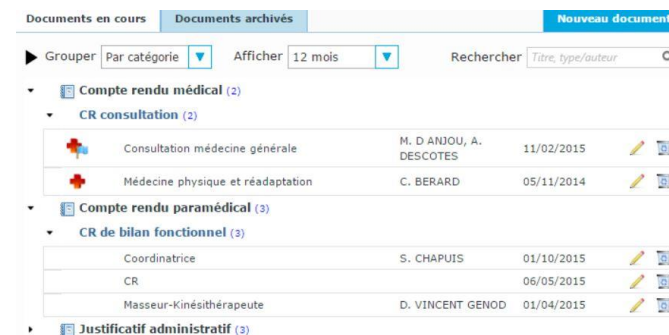 Documents en cours Documents archivés Nouveau document
Grouper Par catégorie Afficher 12 mois Rechercher Titre, type/auteur
Compte rendu médical (2)
CR consultation (2)
Consultation médecine générale M. D ANJOU, A. DESCOTES 11/02/2015
Médecine physique et réadaptation C. BERARD 05/11/2014
Compte rendu paramédical (3)
CR de bilan fonctionnel (3)
Coordinatrice S. CHAPUIS 01/10/2015
CR 06/05/2015
Masseur-Kinésithérapeute D. VINCENT GENOD 01/04/2015
Justificatif administratif (3)